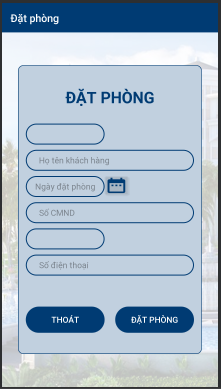 Đặt phòng
ĐẶT PHÒNG
Họ tên khách hàng
Ngày đặt phòng
Số CMND
Số điện thoại
THOÁT ĐẶT PHÒNG